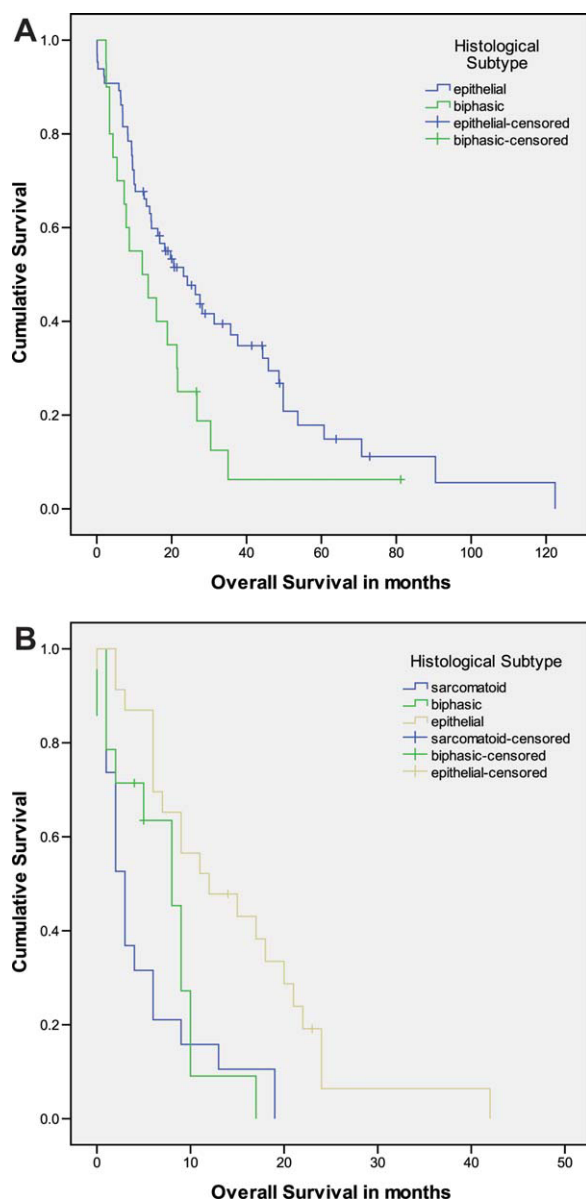 A
1.0
0.8
0.6
0.4
0.2
0.0
Cumulative Survival
Histological
Subtype
epithelial
biphasic
epithelial-censored
biphasic-censored
0 20 40 60 80 100 120
Overall Survival in months
B
1.0
0.8
0.6
0.4
0.2
0.0
Cumulative Survival
Histological Subtype
sarcomatoid
biphasic
epithelial
sarcomatoid-censored
biphasic-censored
epithelial-censored
0 10 20 30 40 50
Overall Survival in months